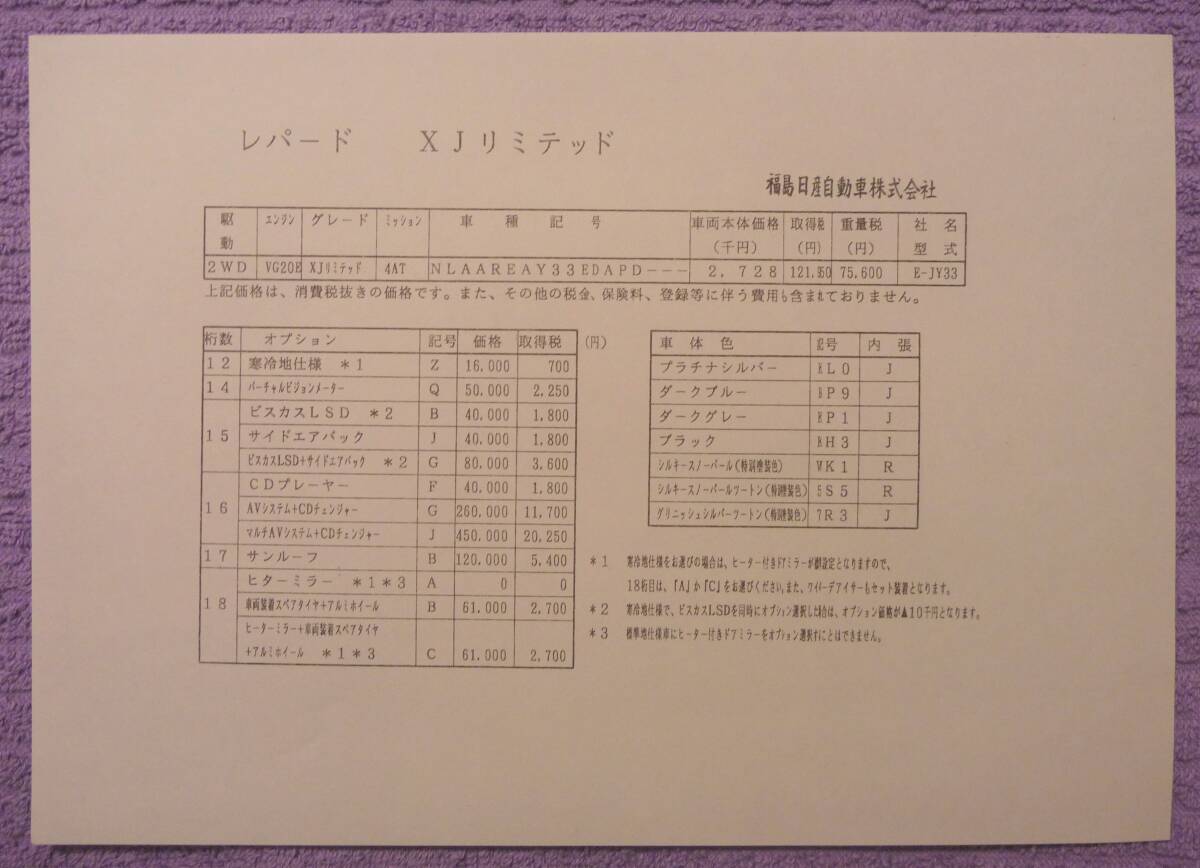 レパード　　XJリミテッド
福島日産自動車株式会社
駆動 エンジン グレード ミッション 車種記号 車両本体価格(千円) 取得税(円) 重量税(円) 社名型式
2WD VG20E XJリミテッド 4AT NLAAREAY33EDAPD--- 2,728 121.350 75.600 E-JY33
上記価格は、消費税抜きの価格です。また、その他の税金、保険料、登録等に伴う費用も含まれておりません。
桁数 オプション 記号 価格 取得税 (円)
12 寒冷地仕様 *1 Z 16.000 700
14 バーチャルビジョンメーター Q 50.000 2,250
15 ビスカスLSD *2 B 40.000 1,800
サイドエアバック J 40.000 1,800
ビスカスLSD+サイドエアバック *2 G 80.000 3,600
16 CDプレーヤー F 40.000 1,800
AVシステム+CDチェンジャー G 260.000 11,700
マルチAVシステム+CDチェンジャー J 450.000 20,250
17 サンルーフ B 120.000 5,400
18 ヒターミラー *1*3 A 0 0
車両装着スペアタイヤ+アルミホイール B 61.000 2,700
ヒーターミラー+車両装着スペアタイヤ
+アルミホイール *1*3 C 61.000 2,700
車体色 記号 内張
プラチナシルバー KL0 J
ダークブルー BP9 J
ダークグレー KP1 J
ブラック KH3 J
シルキースノーパール(特別塗装色) WK1 R
シルキースノーパールツートン(特別塗装色) 5S5 R
グリニッシュシルバーツートン(特別塗装色) 7R3 J
*1 寒冷地仕様をお選びの場合は、ヒーター付きドアミラーが標設定となりますので、
18桁目は、「A」か「C」をお選びください。また、ワイパーデアイサーもセット装着となります。
*2 寒冷地仕様で、ビスカスLSDを同時にオプション選択した場合は、オプション価格が▲10千円となります。
*3 標準地仕様車にヒーター付きドアミラーをオプション選択すにとはできません。